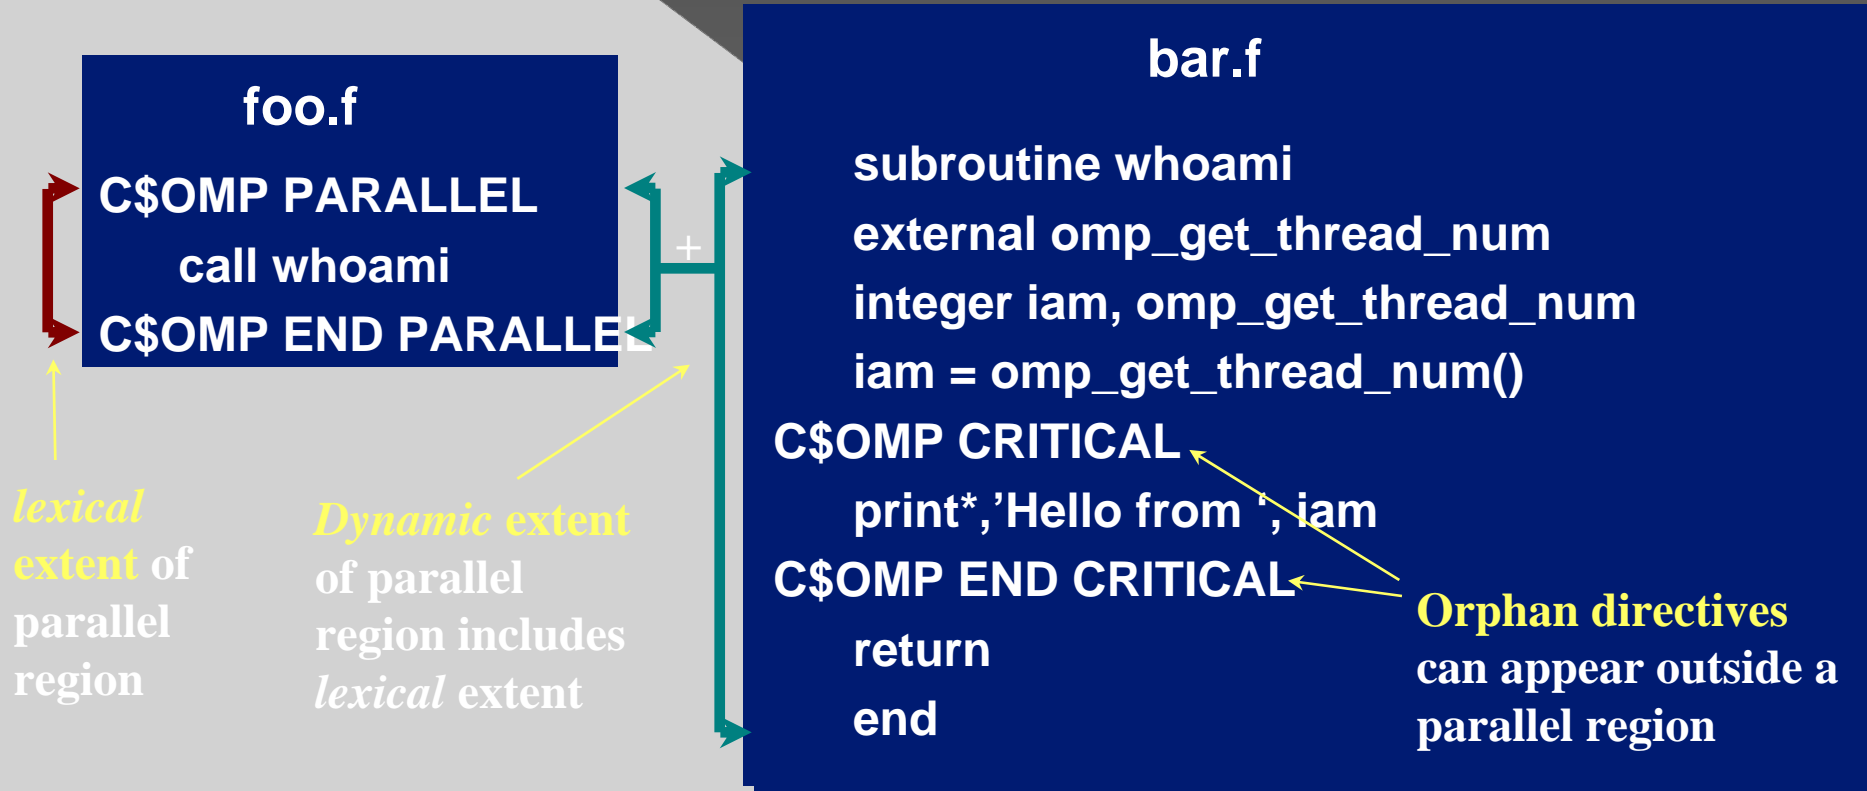 foo.f
C$OMP PARALLEL
call whoami
C$OMP END PARALLEL
+
lexical
extent of
parallel
region
Dynamic extent
of parallel
region includes
lexical extent
bar.f
subroutine whoami
external omp_get_thread_num
integer iam, omp_get_thread_num
iam = omp_get_thread_num()
C$OMP CRITICAL
print*,’Hello from ‘, iam
C$OMP END CRITICAL
return
end
Orphan directives
can appear outside a
parallel region